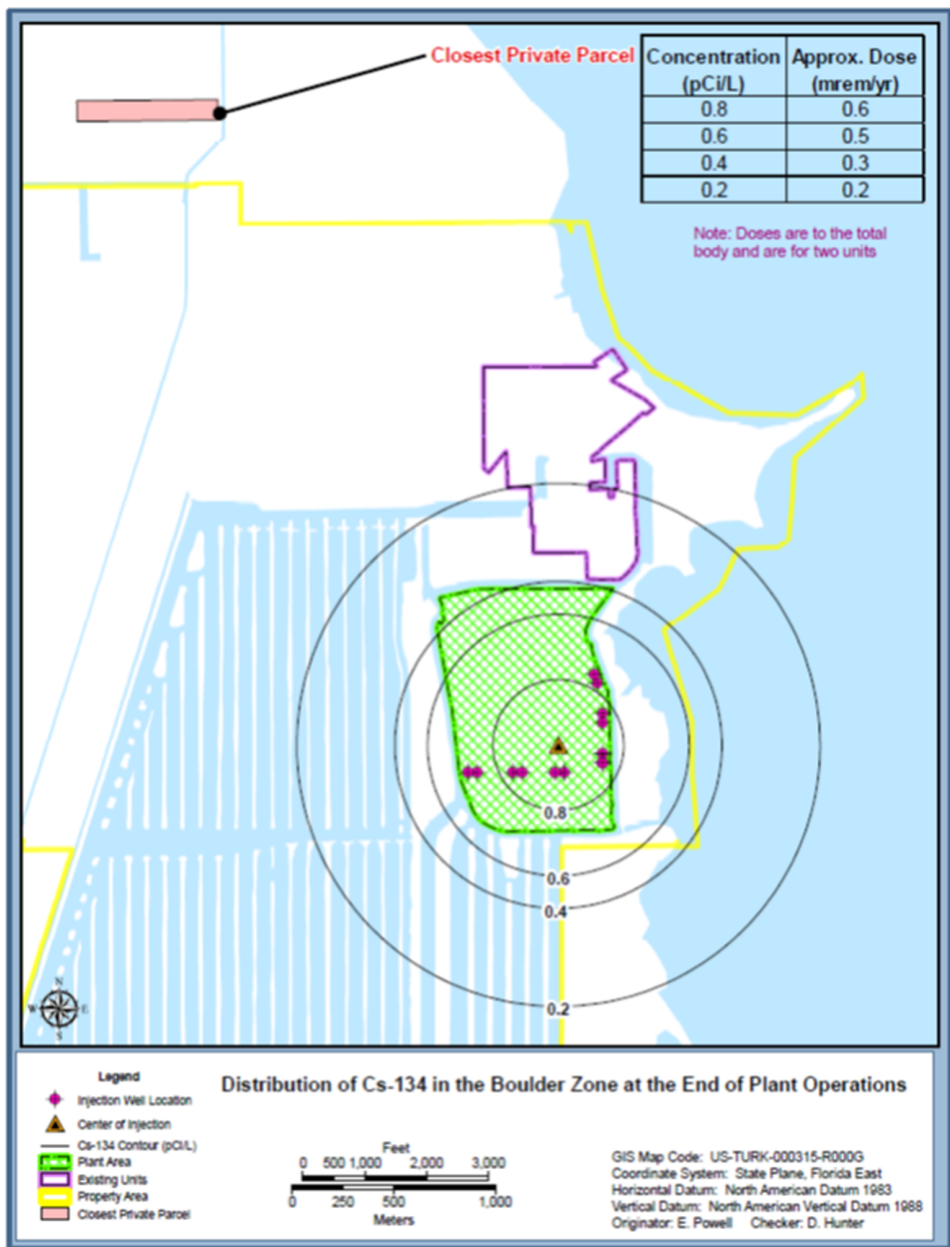 Closest Private Parcel
Concentration Approx. Dose
(pCi/L) (mrem/yr)
0.8 0.6
0.6 0.5
0.4 0.3
0.2 0.2
Note: Doses are to the total
body and are for two units
0.8
0.6
0.4
0.2
N
W E
S
Legend
Injection Well Location
Center of Injection
Cs-134 Contour (pCi/L)
Plant Area
Existing Units
Property Area
Closest Private Parcel
Distribution of Cs-134 in the Boulder Zone at the End of Plant Operations
Feet
0 500 1,000 2,000 3,000
0 250 500 1,000
Meters
GIS Map Code: US-TURK-000315-R000G
Coordinate System: State Plane, Florida East
Horizontal Datum: North American Datum 1983
Vertical Datum: North American Vertical Datum 1988
Originator: E. Powell Checker: D. Hunter